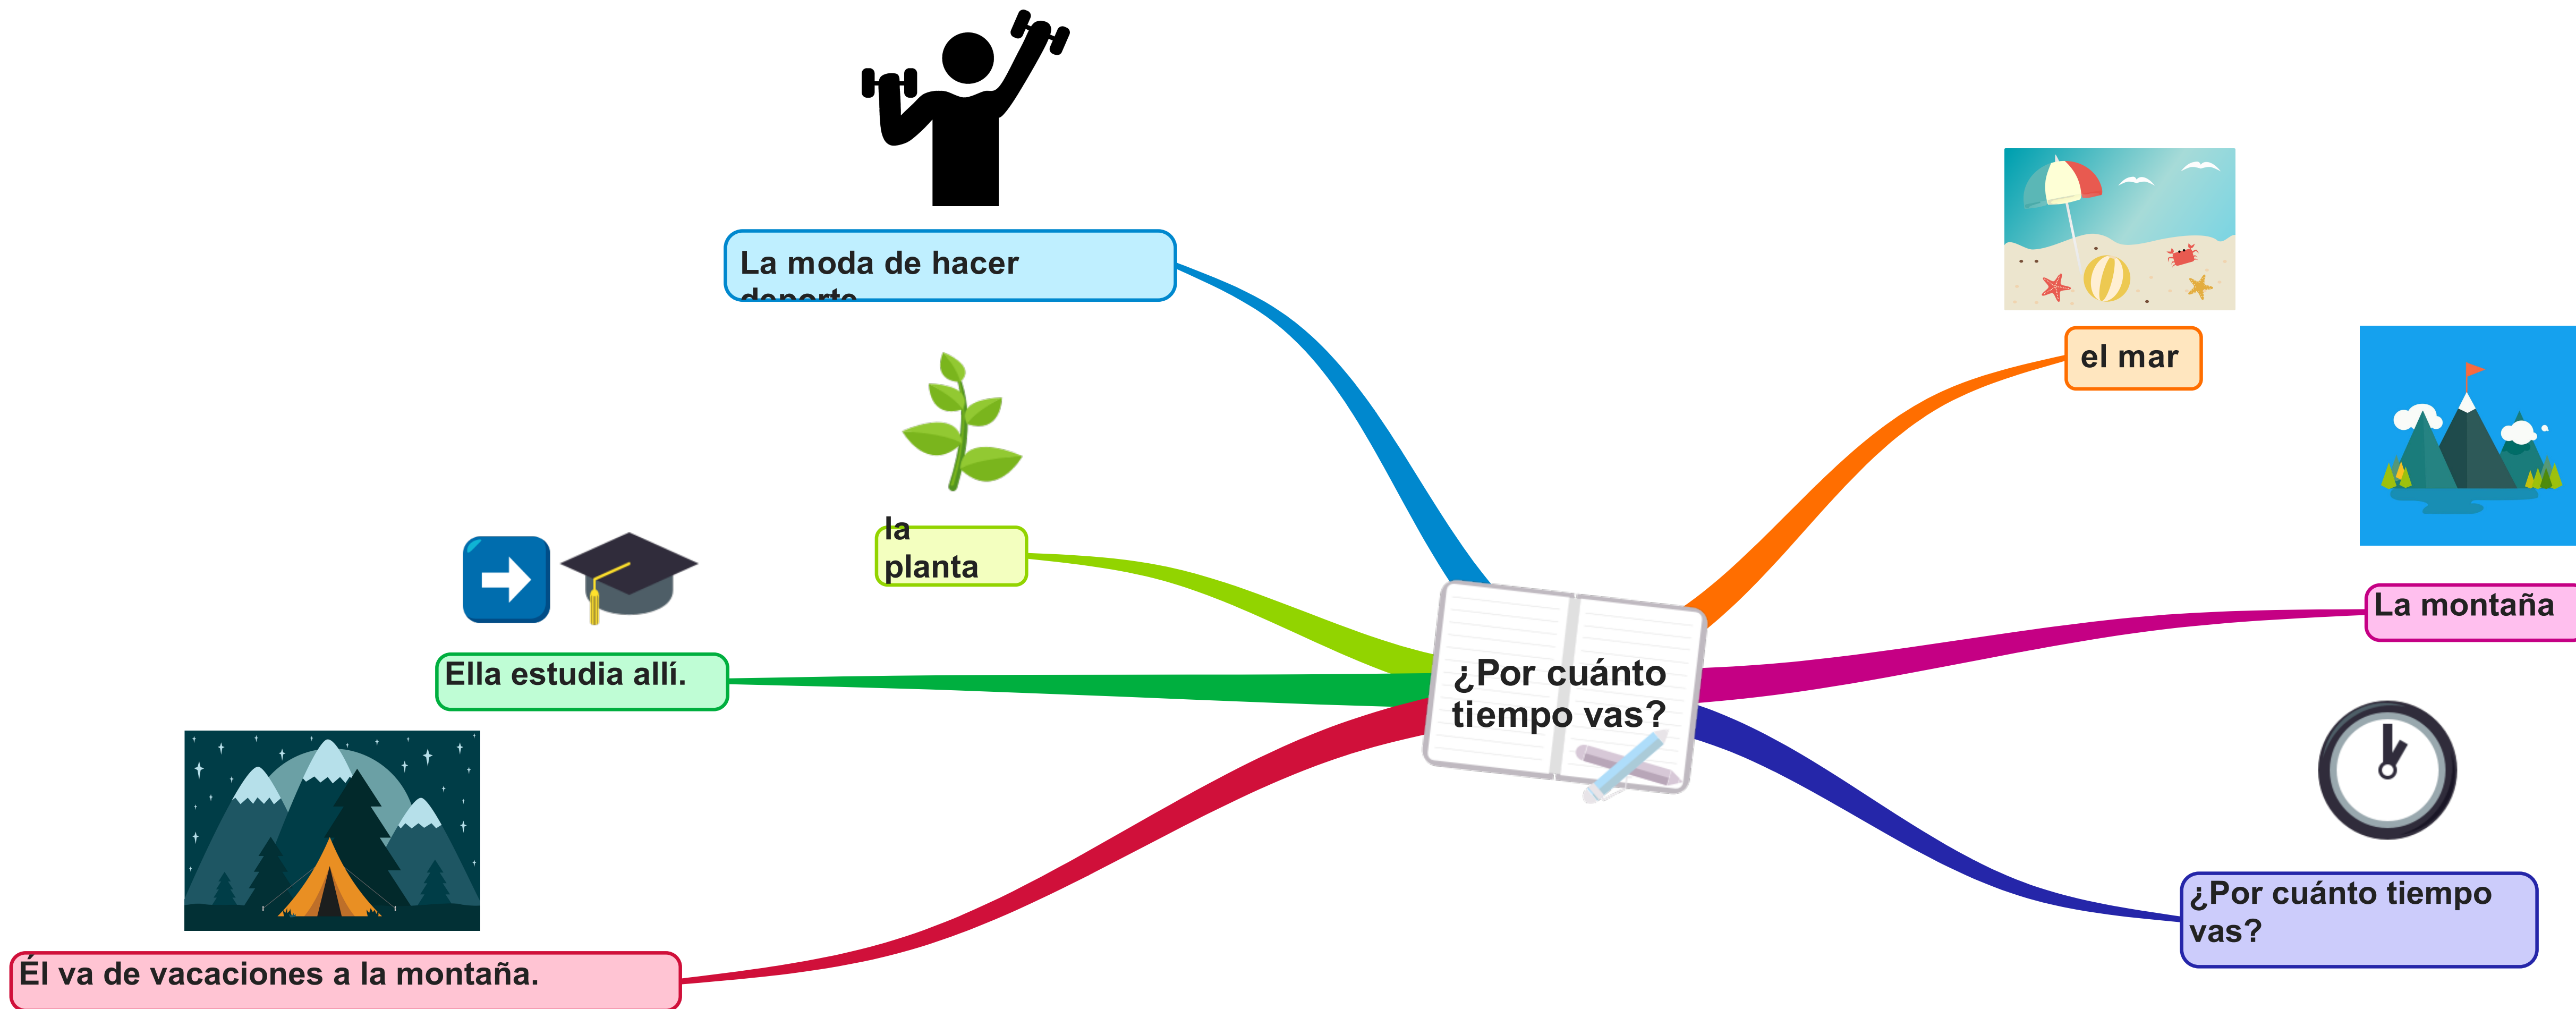 La moda de hacer
deporte
el mar
la
planta
La montaña
Ella estudia allí.
¿Por cuánto
tiempo vas?
¿Por cuánto tiempo
vas?
Él va de vacaciones a la montaña.